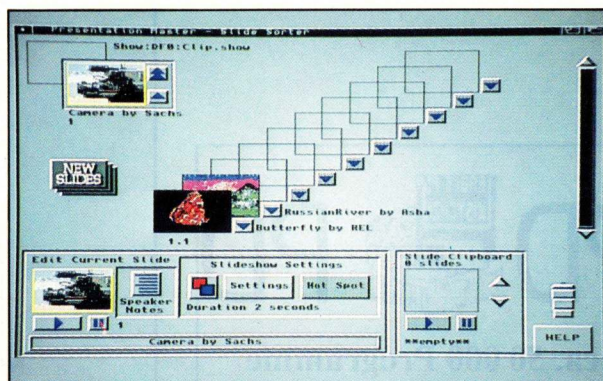 Presentation Master - Slide Sorter
Show:DF0:Clip.show
Camera by Sachs
1
NEW
SLIDES
RussianRiver by Asha
Butterfly by HEL
1.1
Edit Current Slide
Speaker
Notes
1
Slideshow Settings
Settings
Hot Spot
Duration 2 seconds
Camera by Sachs
Slide Clipboard
0 slides
**empty**
HELP